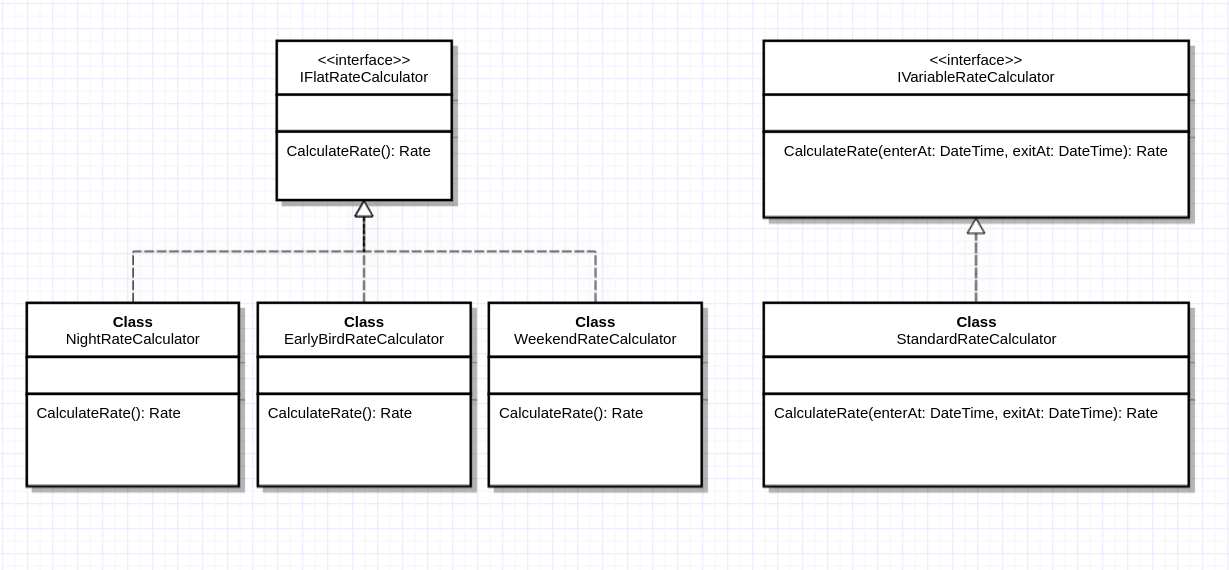 <<interface>>
IFlatRateCalculator
CalculateRate(): Rate
<<interface>>
IVariableRateCalculator
CalculateRate(enterAt: DateTime, exitAt: DateTime): Rate
Class
NightRateCalculator
CalculateRate(): Rate
Class
EarlyBirdRateCalculator
CalculateRate(): Rate
Class
WeekendRateCalculator
CalculateRate(): Rate
Class
StandardRateCalculator
CalculateRate(enterAt: DateTime, exitAt: DateTime): Rate